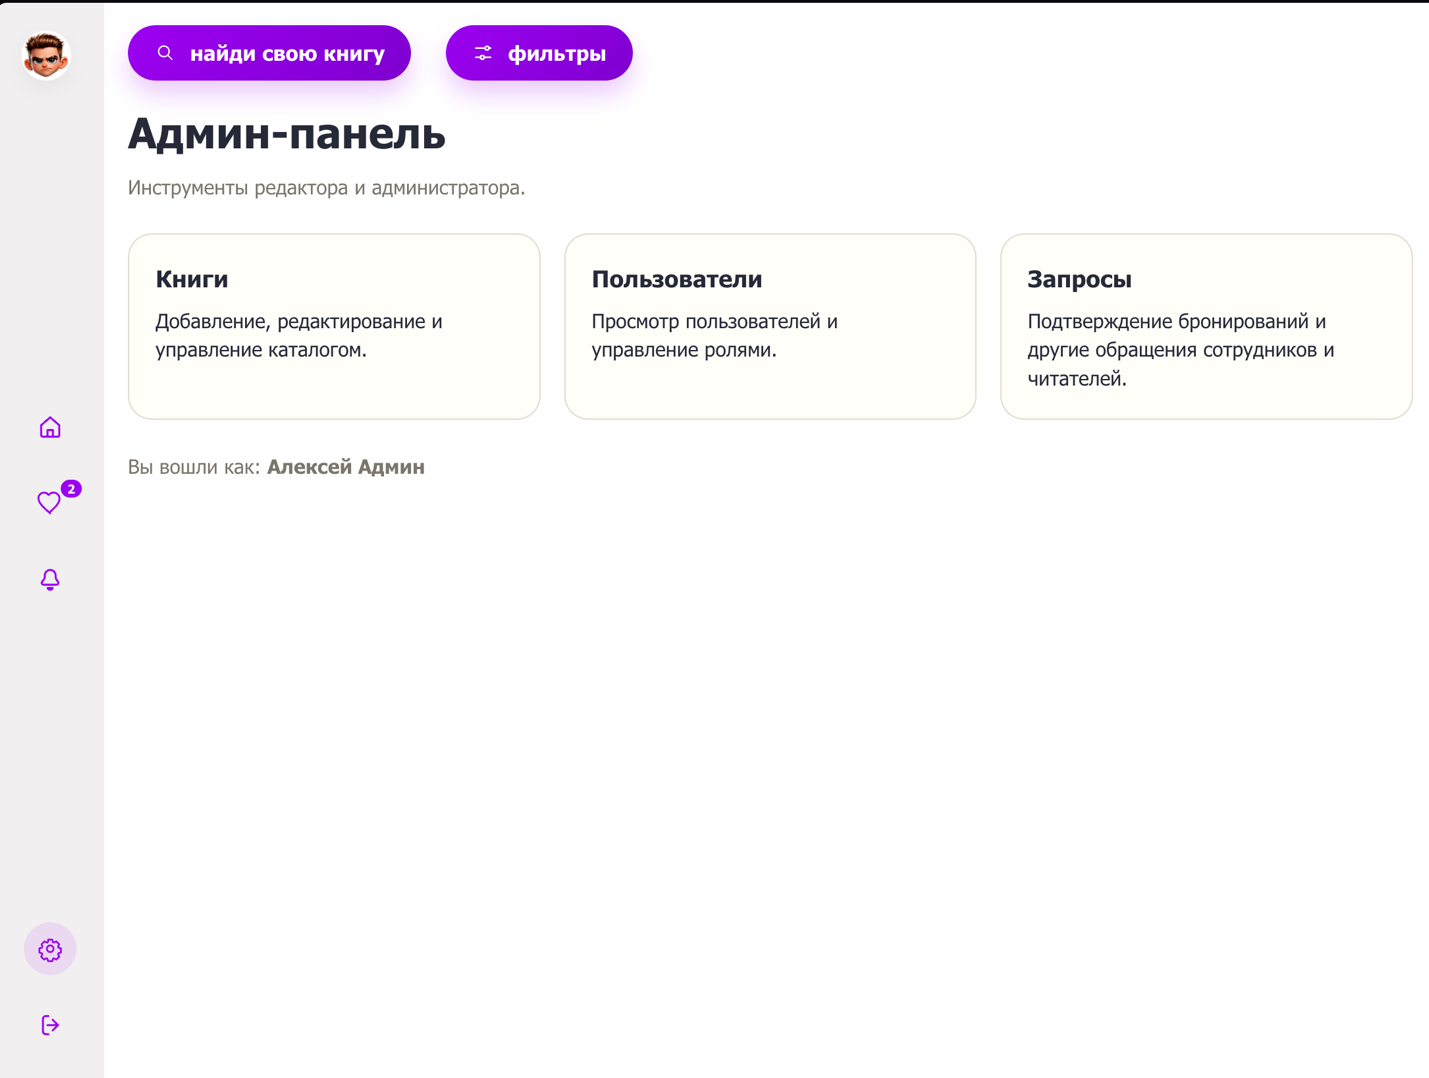 найди свою книгу
фильтры
Админ-панель
Инструменты редактора и администратора.
Книги
Добавление, редактирование и
управление каталогом.
Пользователи
Просмотр пользователей и
управление ролями.
Запросы
Подтверждение бронирований и
другие обращения сотрудников и
читателей.
2
Вы вошли как: Алексей Админ